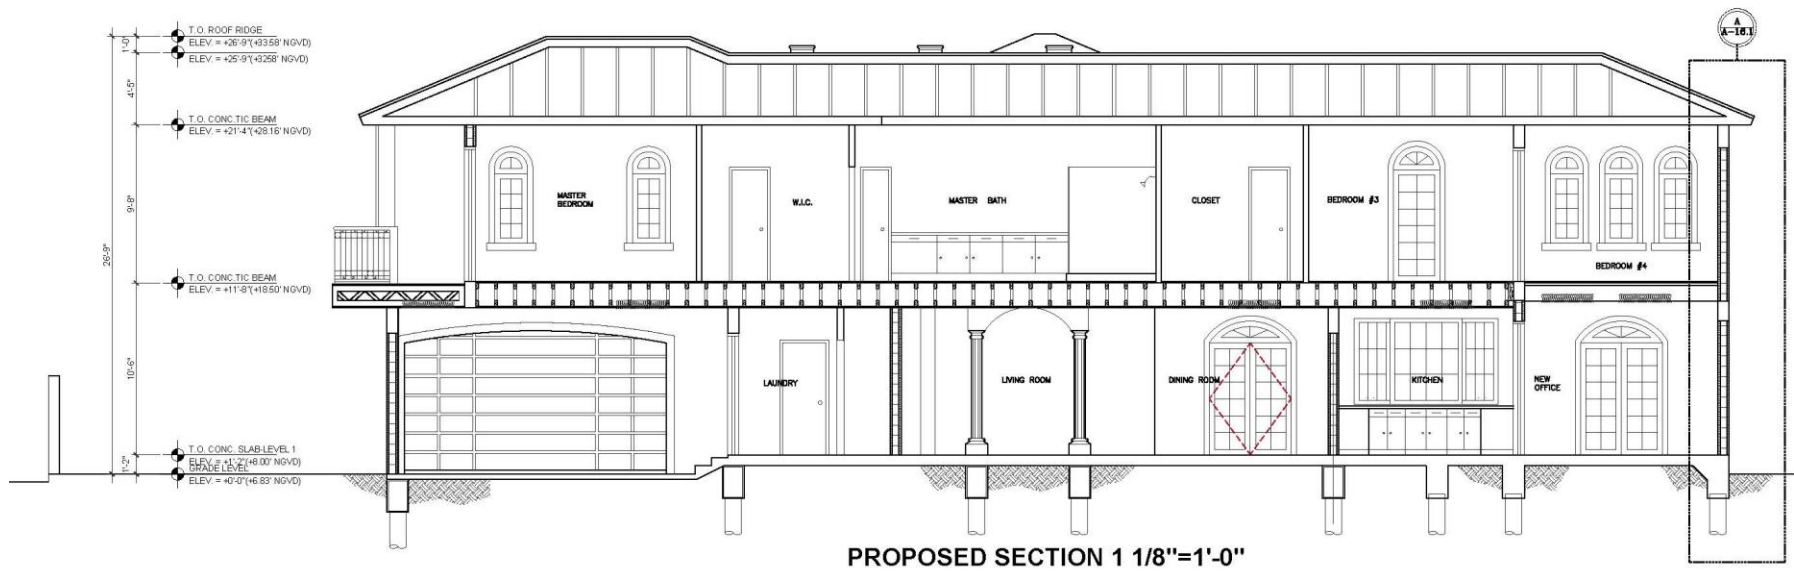 T.O. ROOF RIDGE
ELEV. = +26'-9"(+33.58' NGVD)
ELEV. = +25'-9"(+32.58' NGVD)
T.O. CONC.TIC BEAM
ELEV. = +21'-4"(+28.16' NGVD)
T.O. CONC.TIC BEAM
ELEV. = +11'-8"(+18.50' NGVD)
T.O. CONC. SLAB-LEVEL 1
ELEV. = +1'-2"(+8.00' NGVD)
GRADE LEVEL
ELEV. = +0'-0"(+6.83' NGVD)
1'-0"
4'-5"
9'-8"
26'-9"
10'-6"
1'-2"
A
A-16.1
MASTER
BEDROOM
W.I.C.
MASTER BATH
CLOSET
BEDROOM #3
BEDROOM #4
LAUNDRY
LIVING ROOM
DINING ROOM
KITCHEN
NEW
OFFICE
PROPOSED SECTION 1 1/8"=1'-0"